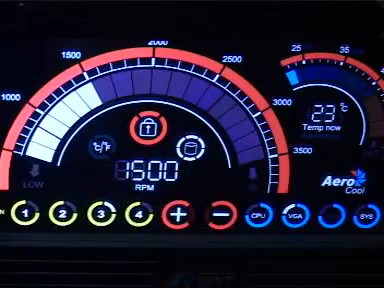 1000
1500
2000
2500
3000
3500
25
35
23 °C
Temp now
°C/°F
1500
RPM
LOW
Aero
Cool
1
2
3
4
+
−
CPU
VGA
SYS